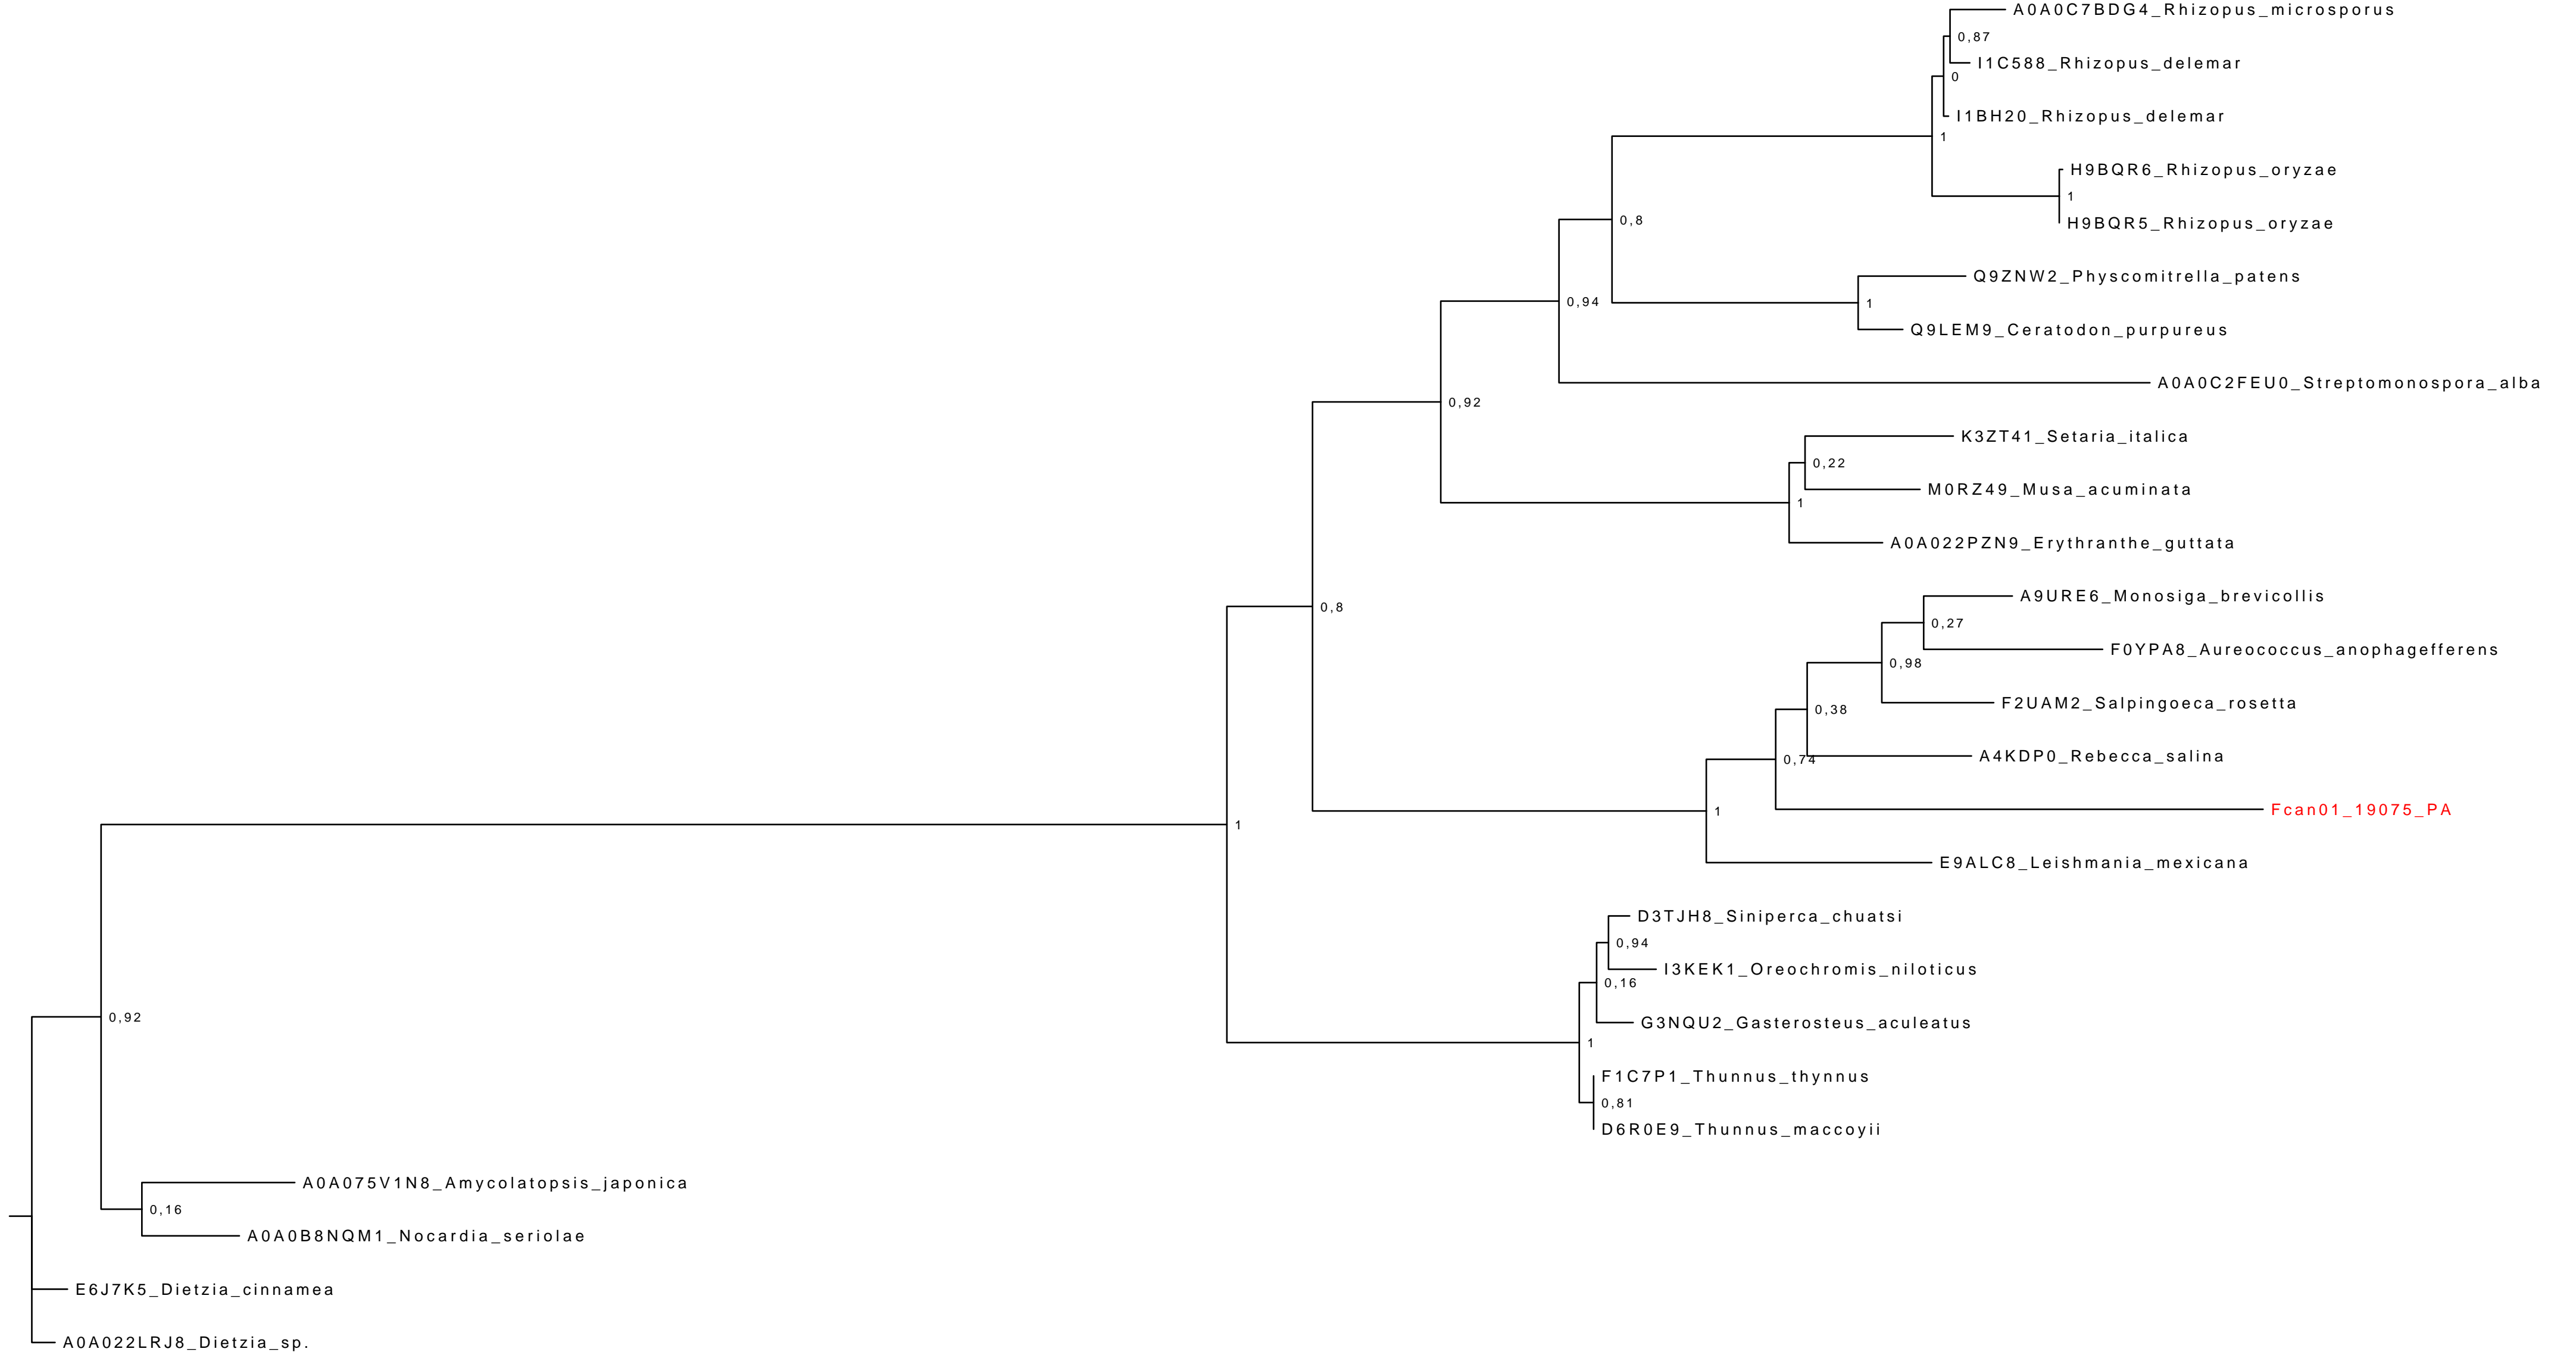 A0A0C7BDG4_Rhizopus_microsporus
0,87
I1C588_Rhizopus_delemar
0
I1BH20_Rhizopus_delemar
1
H9BQR6_Rhizopus_oryzae
1
H9BQR5_Rhizopus_oryzae
0,8
Q9ZNW2_Physcomitrella_patens
0,94
1
Q9LEM9_Ceratodon_purpureus
A0A0C2FEU0_Streptomonospora_alba
0,92
K3ZT41_Setaria_italica
0,22
M0RZ49_Musa_acuminata
1
A0A022PZN9_Erythranthe_guttata
A9URE6_Monosiga_brevicollis
0,8
0,27
F0YPA8_Aureococcus_anophagefferens
0,98
F2UAM2_Salpingoeca_rosetta
0,38
A4KDP0_Rebecca_salina
0,74
Fcan01_19075_PA
1
1
E9ALC8_Leishmania_mexicana
D3TJH8_Siniperca_chuatsi
0,94
I3KEK1_Oreochromis_niloticus
0,16
0,92
G3NQU2_Gasterosteus_aculeatus
1
F1C7P1_Thunnus_thynnus
0,81
D6R0E9_Thunnus_maccoyii
A0A075V1N8_Amycolatopsis_japonica
0,16
A0A0B8NQM1_Nocardia_seriolae
E6J7K5_Dietzia_cinnamea
A0A022LRJ8_Dietzia_sp.